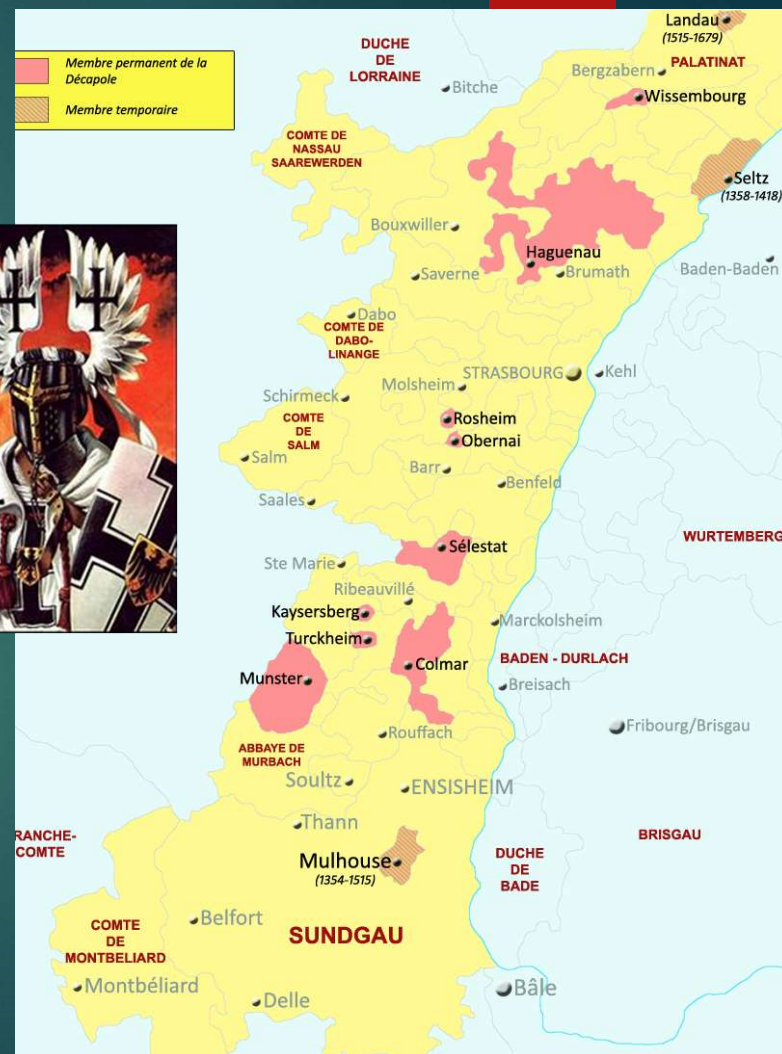 Membre permanent de la
Décapole
Membre temporaire
Landau
(1515-1679)
DUCHE
DE
LORRAINE
PALATINAT
Bergzabern
Bitche
Wissembourg
COMTE DE
NASSAU
SAAREWERDEN
Seltz
(1358-1418)
Bouxwiller
Haguenau
Saverne
Brumath
Baden-Baden
Dabo
COMTE DE
DABO-
LINANGE
STRASBOURG
Kehl
Molsheim
Schirmeck
Rosheim
COMTE
DE
SALM
Obernai
Salm
Barr
Benfeld
Saales
WURTEMBERG
Sélestat
Ste Marie
Ribeauvillé
Kaysersberg
Marckolsheim
Turckheim
Colmar
BADEN - DURLACH
Munster
Breisach
Rouffach
Fribourg/Brisgau
ABBAYE DE
MURBACH
Soultz
ENSISHEIM
Thann
RANCHE-
COMTE
BRISGAU
Mulhouse
(1354-1515)
DUCHE
DE
BADE
Belfort
SUNDGAU
COMTE
DE
MONTBELIARD
Montbéliard
Delle
Bâle